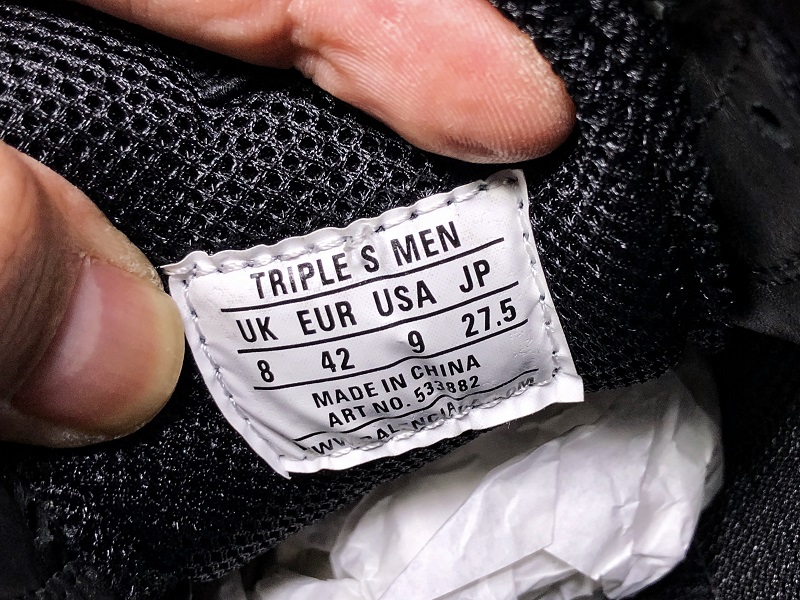 TRIPLE S MEN
UK EUR USA JP
8 42 9 27.5
MADE IN CHINA
ART NO. 533882